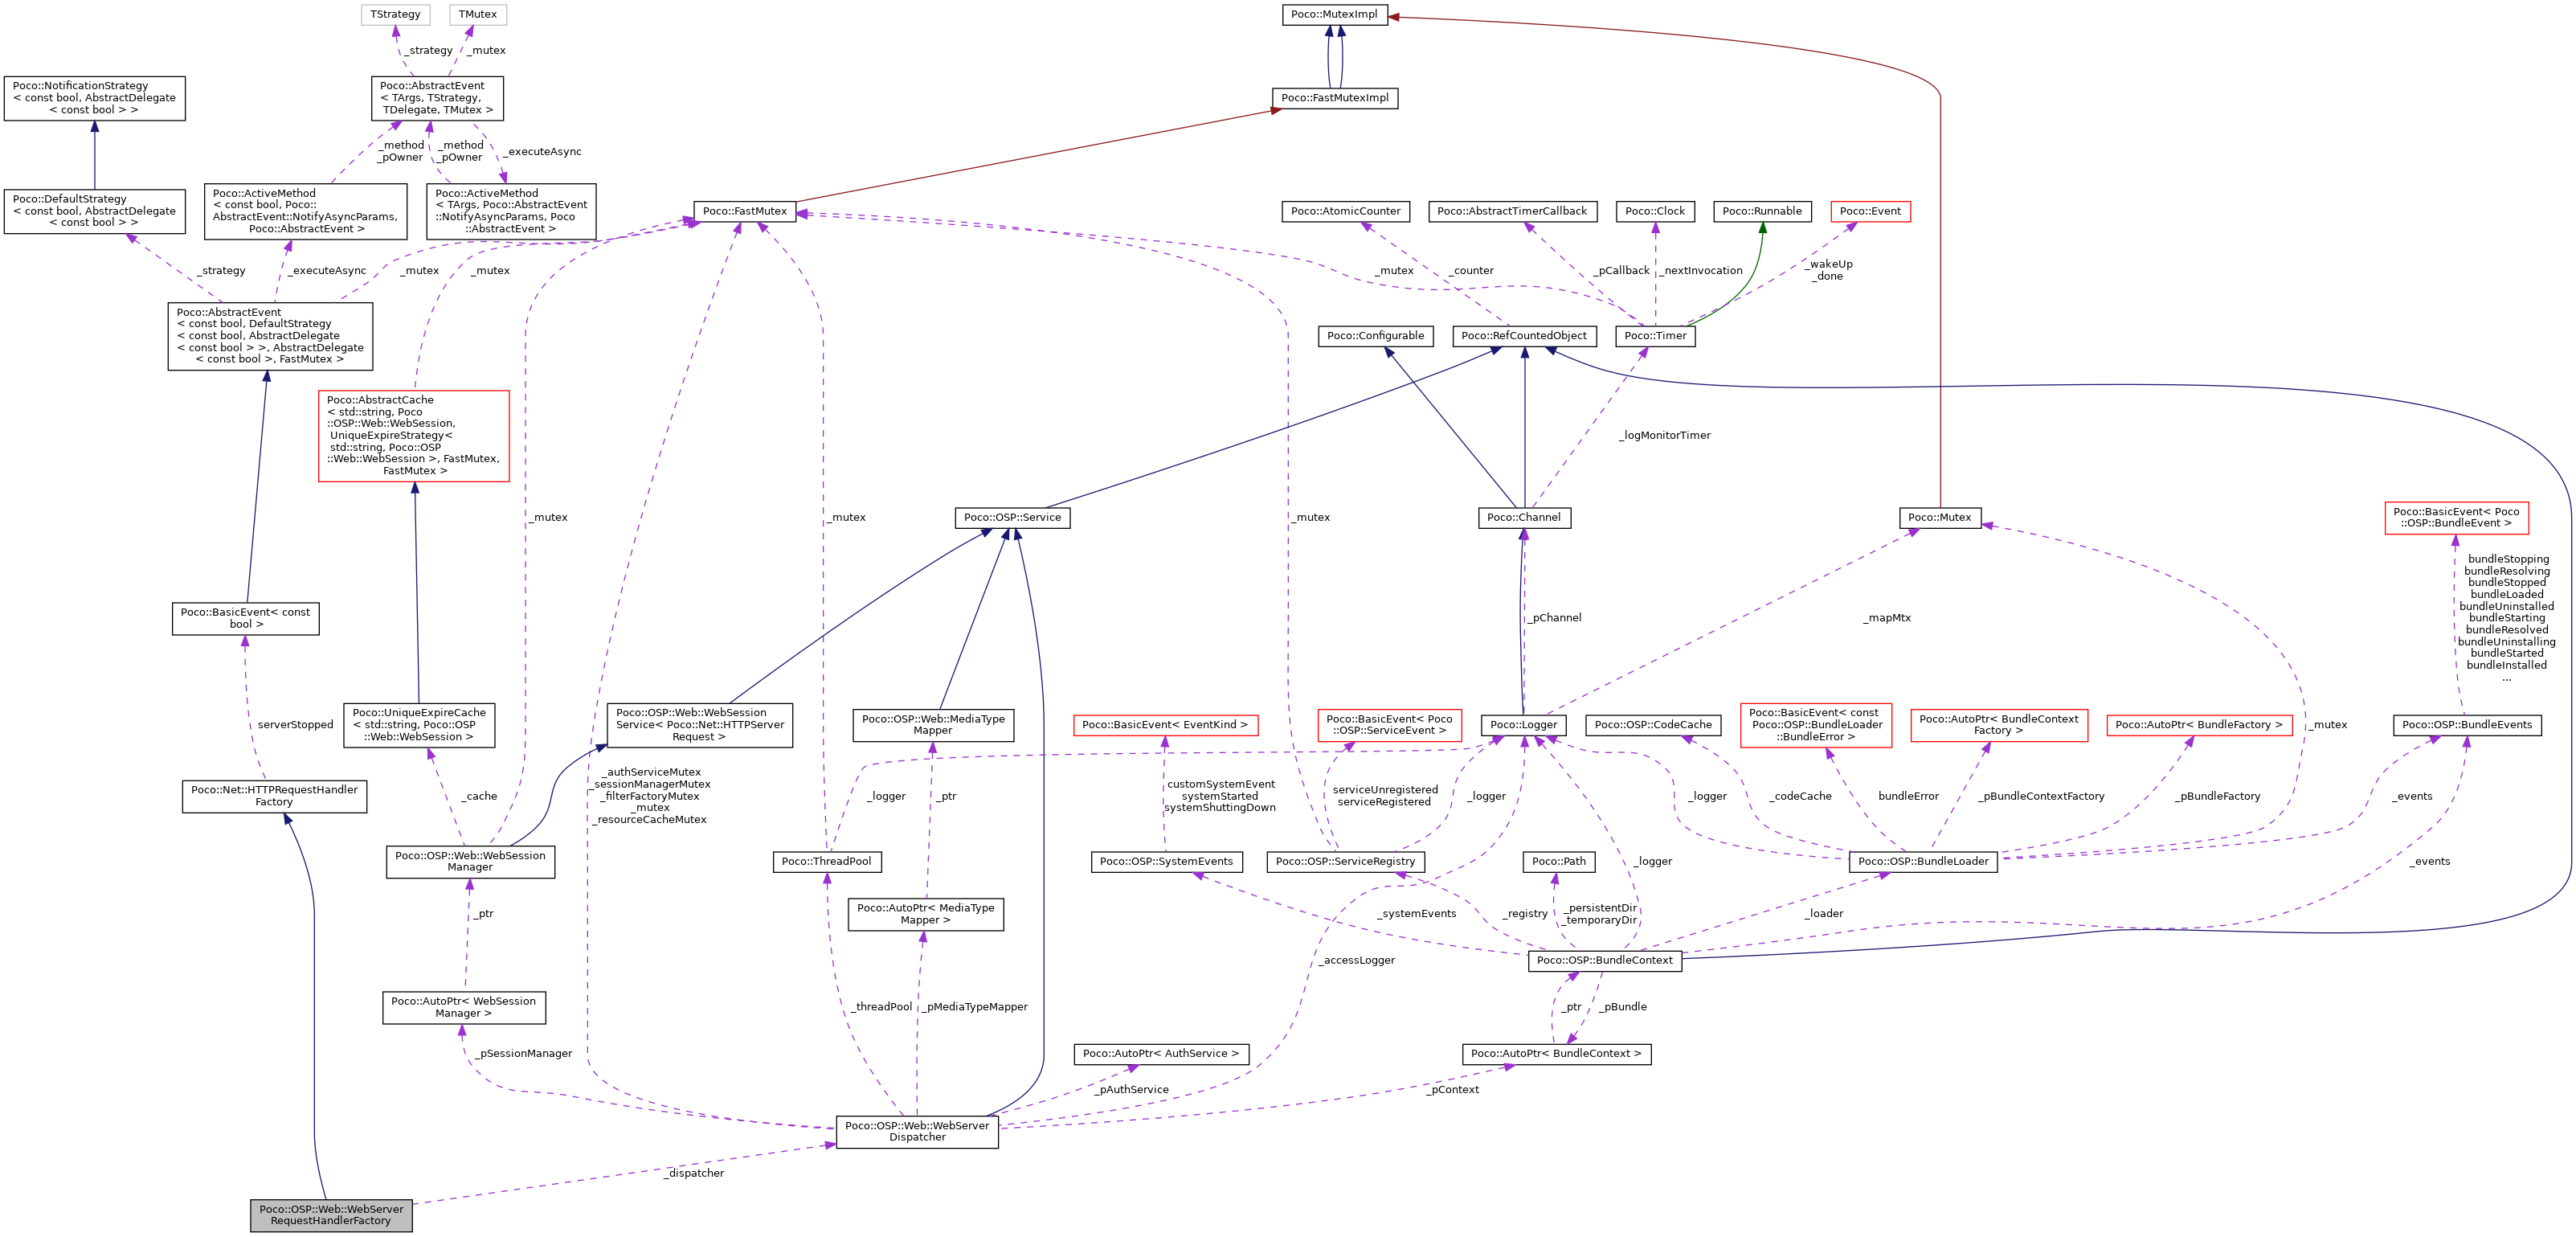 TStrategy
TMutex
Poco::MutexImpl
_strategy
_mutex
Poco::NotificationStrategy
< const bool, AbstractDelegate
< const bool > >
Poco::AbstractEvent
< TArgs, TStrategy,
TDelegate, TMutex >
Poco::FastMutexImpl
_method
_pOwner
_method
_pOwner
_executeAsync
Poco::DefaultStrategy
< const bool, AbstractDelegate
< const bool > >
Poco::ActiveMethod
< const bool, Poco::
AbstractEvent::NotifyAsyncParams,
Poco::AbstractEvent >
Poco::ActiveMethod
< TArgs, Poco::AbstractEvent
::NotifyAsyncParams, Poco
::AbstractEvent >
Poco::FastMutex
Poco::AtomicCounter
Poco::AbstractTimerCallback
Poco::Clock
Poco::Runnable
Poco::Event
_strategy
_executeAsync
_mutex
_mutex
_mutex
_counter
_pCallback
_nextInvocation
_wakeUp
_done
Poco::AbstractEvent
< const bool, DefaultStrategy
< const bool, AbstractDelegate
< const bool > >, AbstractDelegate
< const bool >, FastMutex >
Poco::Configurable
Poco::RefCountedObject
Poco::Timer
Poco::AbstractCache
< std::string, Poco
::OSP::Web::WebSession,
UniqueExpireStrategy<
std::string, Poco::OSP
::Web::WebSession >, FastMutex,
FastMutex >
_logMonitorTimer
_mutex
_mutex
Poco::OSP::Service
_mutex
Poco::Channel
Poco::Mutex
Poco::BasicEvent< Poco
::OSP::BundleEvent >
bundleStopping
bundleResolving
bundleStopped
bundleLoaded
bundleUninstalled
bundleStarting
bundleResolved
bundleUninstalling
bundleStarted
bundleInstalled
...
Poco::BasicEvent< const
bool >
_pChannel
_mapMtx
serverStopped
Poco::UniqueExpireCache
< std::string, Poco::OSP
::Web::WebSession >
Poco::OSP::Web::WebSession
Service< Poco::Net::HTTPServer
Request >
Poco::OSP::Web::MediaType
Mapper
Poco::BasicEvent< EventKind >
Poco::BasicEvent< Poco
::OSP::ServiceEvent >
Poco::Logger
Poco::OSP::CodeCache
Poco::BasicEvent< const
Poco::OSP::BundleLoader
::BundleError >
Poco::AutoPtr< BundleContext
Factory >
Poco::AutoPtr< BundleFactory >
_mutex
Poco::OSP::BundleEvents
Poco::Net::HTTPRequestHandler
Factory
_cache
_authServiceMutex
_sessionManagerMutex
_filterFactoryMutex
_mutex
_resourceCacheMutex
_logger
_ptr
customSystemEvent
systemStarted
systemShuttingDown
serviceUnregistered
serviceRegistered
_logger
_logger
_codeCache
bundleError
_pBundleContextFactory
_pBundleFactory
_events
Poco::OSP::Web::WebSession
Manager
Poco::ThreadPool
Poco::OSP::SystemEvents
Poco::OSP::ServiceRegistry
Poco::Path
_logger
Poco::OSP::BundleLoader
_events
_ptr
Poco::AutoPtr< MediaType
Mapper >
_systemEvents
_registry
_persistentDir
_temporaryDir
_loader
_accessLogger
Poco::OSP::BundleContext
Poco::AutoPtr< WebSession
Manager >
_threadPool
_pMediaTypeMapper
_ptr
_pBundle
_pSessionManager
Poco::AutoPtr< AuthService >
Poco::AutoPtr< BundleContext >
_pAuthService
_pContext
Poco::OSP::Web::WebServer
Dispatcher
_dispatcher
Poco::OSP::Web::WebServer
RequestHandlerFactory